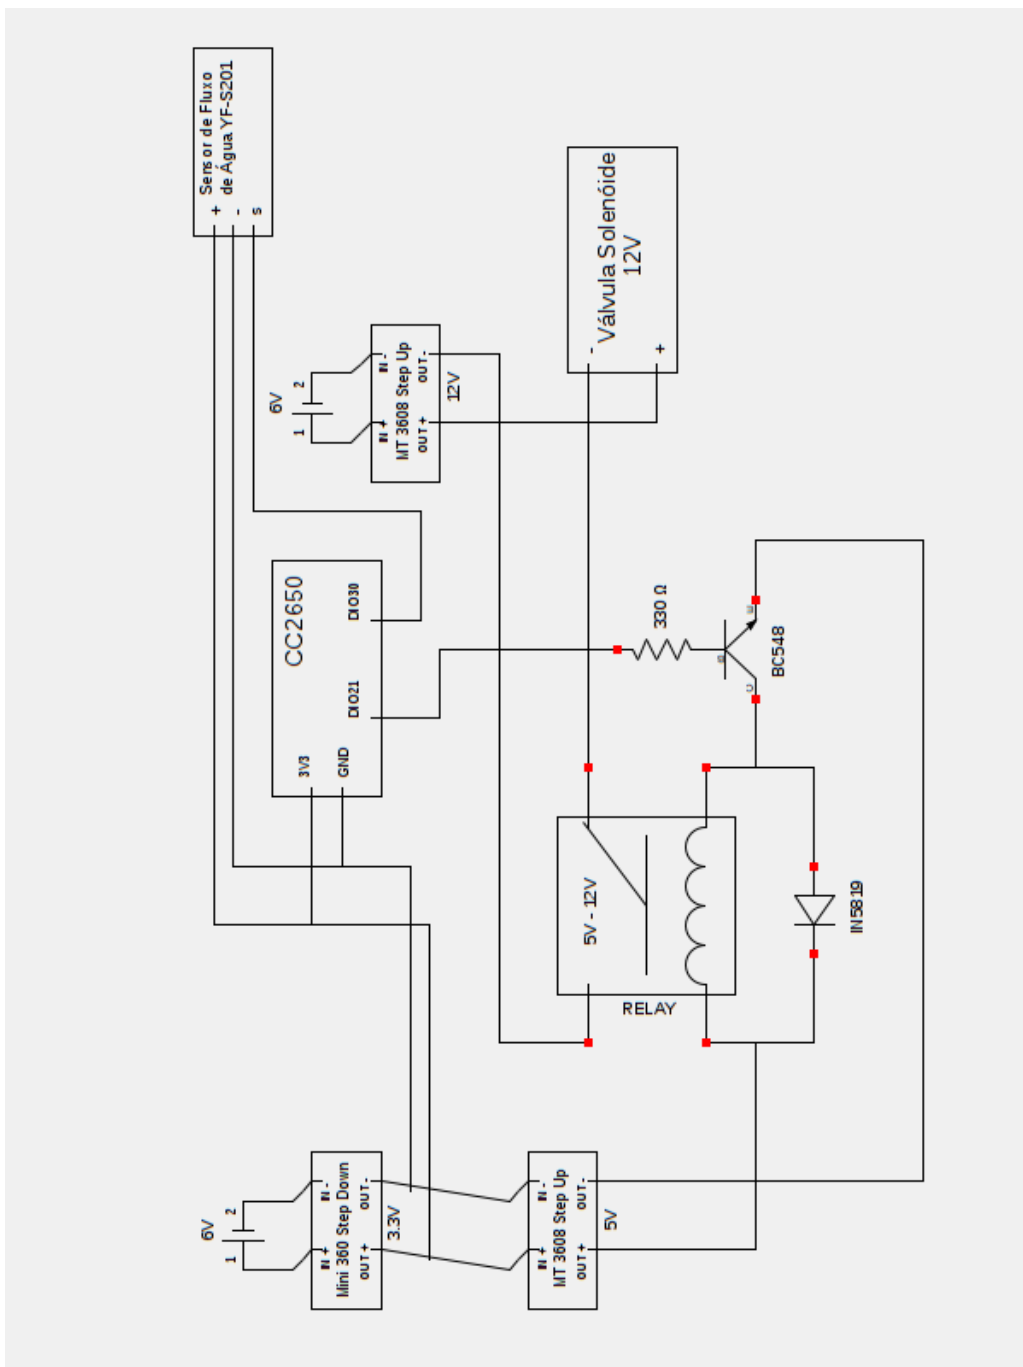 Sensor de Fluxo
de Água YF-S201
+
-
s
Válvula Solenóide
12V
-
+
6V
1
2
IN +
IN -
MT 3608 Step Up
OUT +
OUT -
12V
CC2650
DIO30
DIO21
3V3
GND
330 Ω
B
E
C
BC548
5V - 12V
RELAY
IN5819
6V
1
2
IN +
IN -
Mini 360 Step Down
OUT +
OUT -
3.3V
IN +
IN -
MT 3608 Step Up
OUT +
OUT -
5V